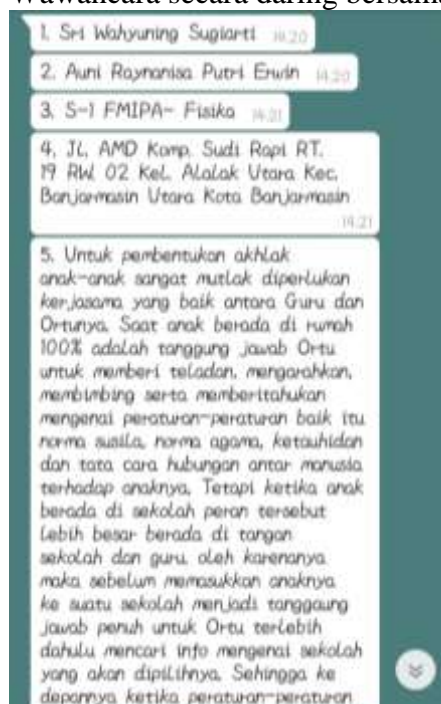 Wawancara secara daring bersama
1. Sri Wahyuning Sugiarti 14.20
2. Auni Raynanisa Putri Erwin 14.20
3. S-1 FMIPA- Fisika 14.21
4. JL. AMD Komp. Sudi Rapi RT.
19 RW. 02 Kel. Alalak Utara Kec.
Banjarmasin Utara Kota Banjarmasin
14.21
5. Untuk pembentukan akhlak
anak-anak sangat mutlak diperlukan
kerjasama yang baik antara Guru dan
Ortunya. Saat anak berada di rumah
100% adalah tanggung jawab Ortu
untuk memberi teladan, mengarahkan,
membimbing serta memberitahukan
mengenai peraturan-peraturan baik itu
norma susila, norma agama, ketauhidan
dan tata cara hubungan antar manusia
terhadap anaknya. Tetapi ketika anak
berada di sekolah peran tersebut
lebih besar berada di tangan
sekolah dan guru. oleh karenanya
maka sebelum memasukkan anaknya
ke suatu sekolah menjadi tanggaung
jawab penuh untuk Ortu terlebih
dahulu mencari info mengenai sekolah
yang akan dipilihnya. Sehingga ke
depannya ketika peraturan-peraturan